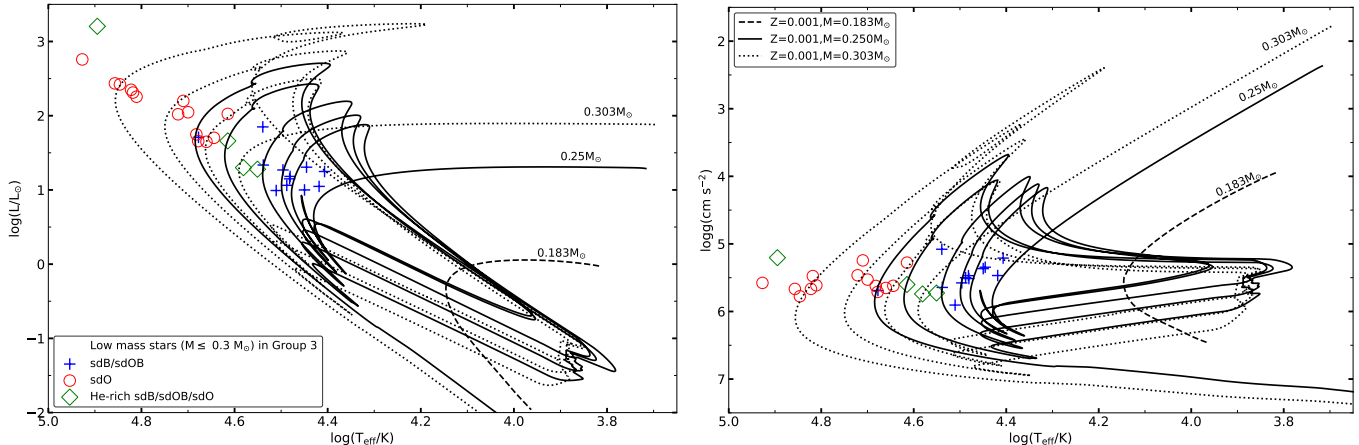 log(L/L⊙)
3
2
1
0
−1
−2
0.303M⊙
0.25M⊙
0.183M⊙
Low mass stars (M≤ 0.3 M⊙) in Group 3
sdB/sdOB
sdO
He-rich sdB/sdOB/sdO
5.0
4.8
4.6
4.4
4.2
4.0
3.8
log(Teff/K)
logg(cm s−2)
2
3
4
5
6
7
Z=0.001,M=0.183M⊙
Z=0.001,M=0.250M⊙
Z=0.001,M=0.303M⊙
0.303M⊙
0.25M⊙
0.183M⊙
5.0
4.8
4.6
4.4
4.2
4.0
3.8
log(Teff/K)